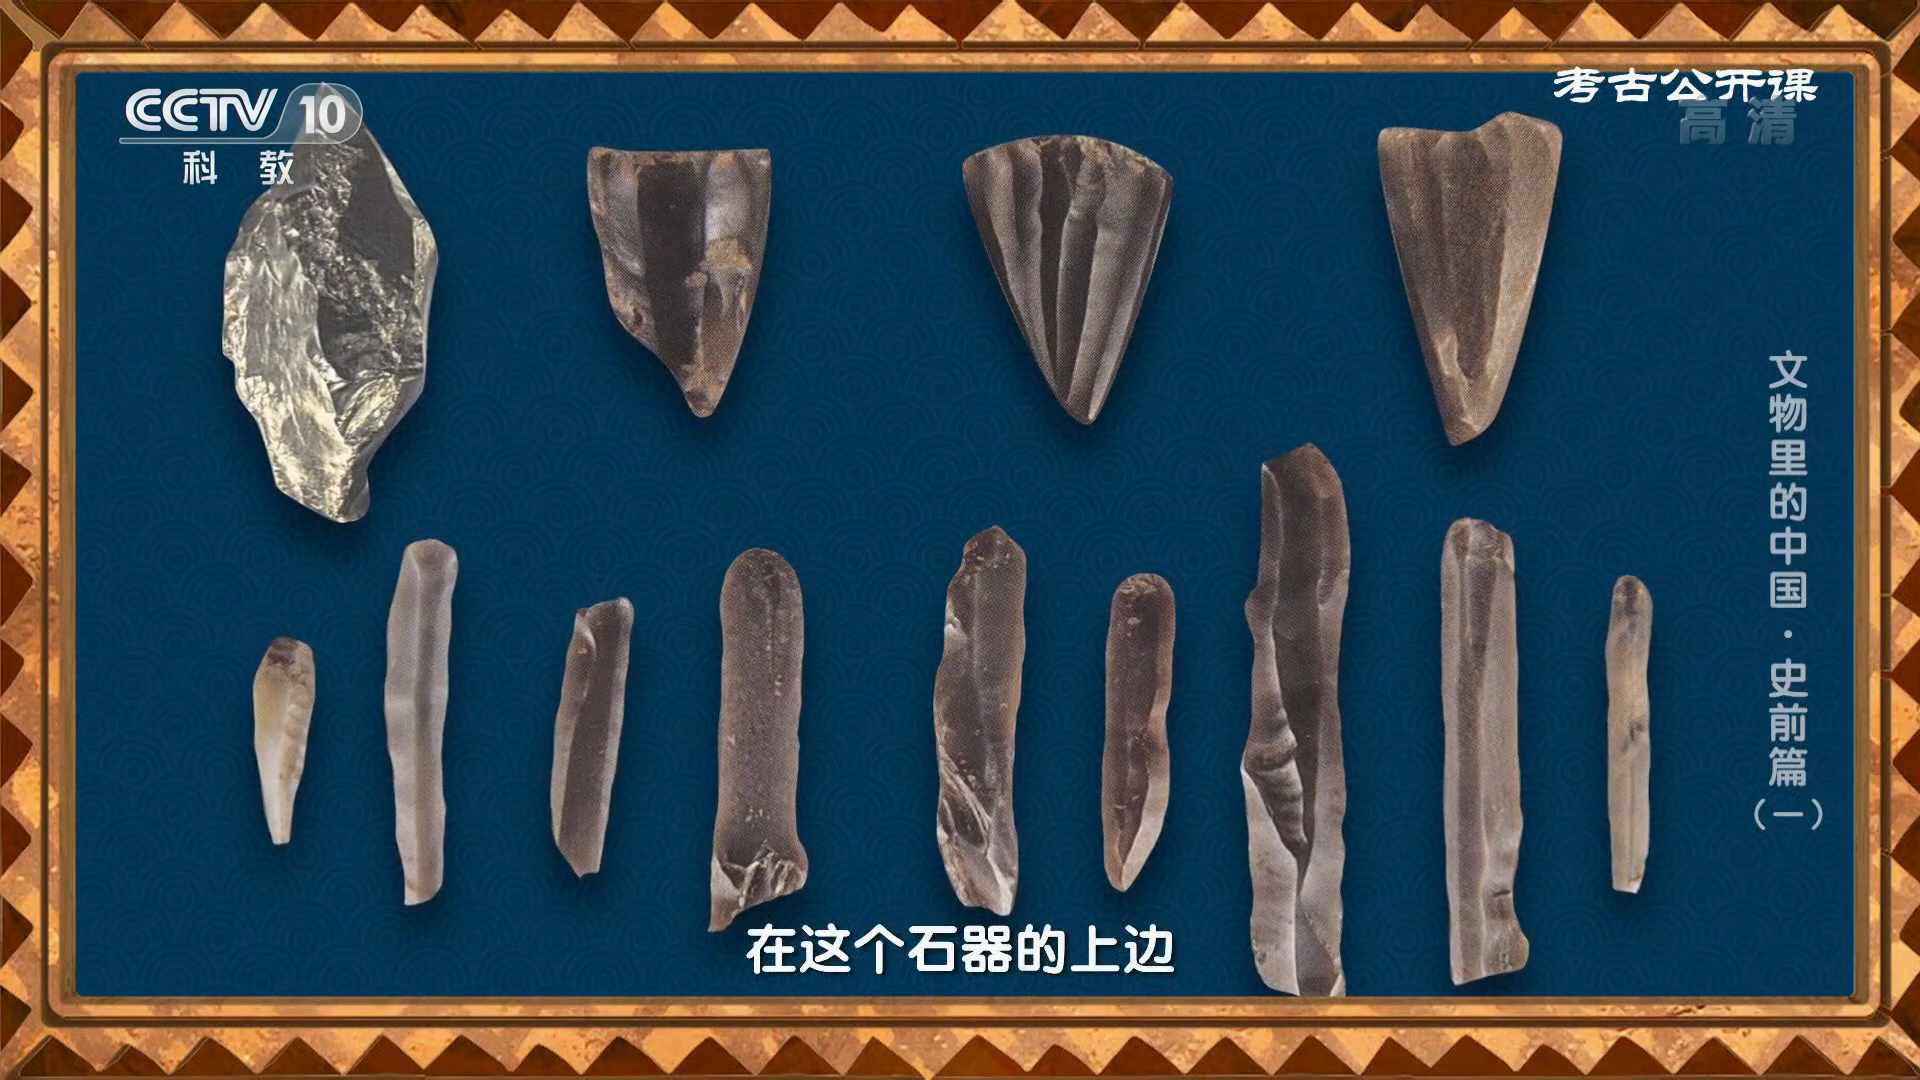 CCTV 10
科教
考古公开课
高清
文物里的中国·史前篇
（一）
在这个石器的上边